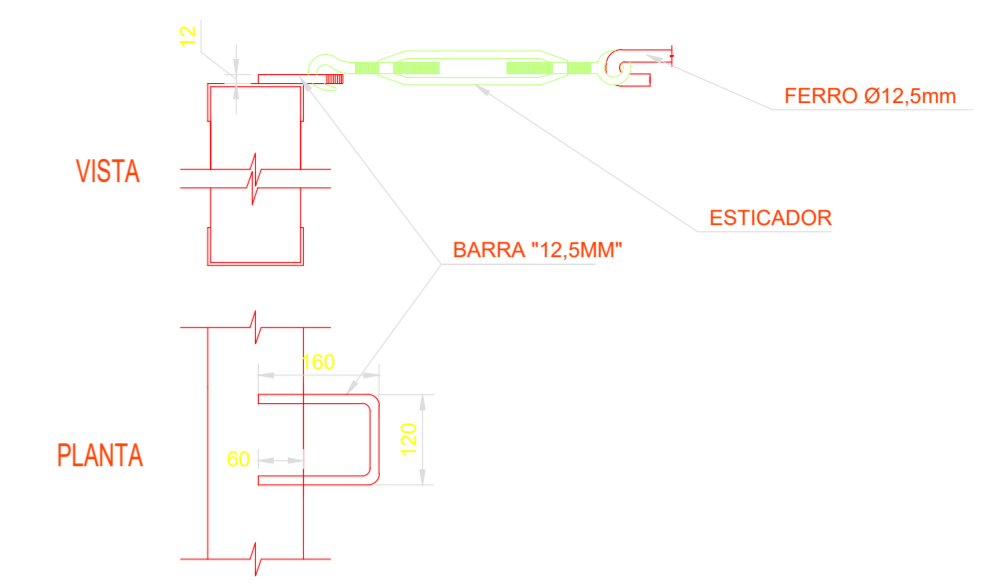 12
FERRO Ø12,5mm
VISTA
ESTICADOR
BARRA "12,5MM"
160
120
PLANTA
60